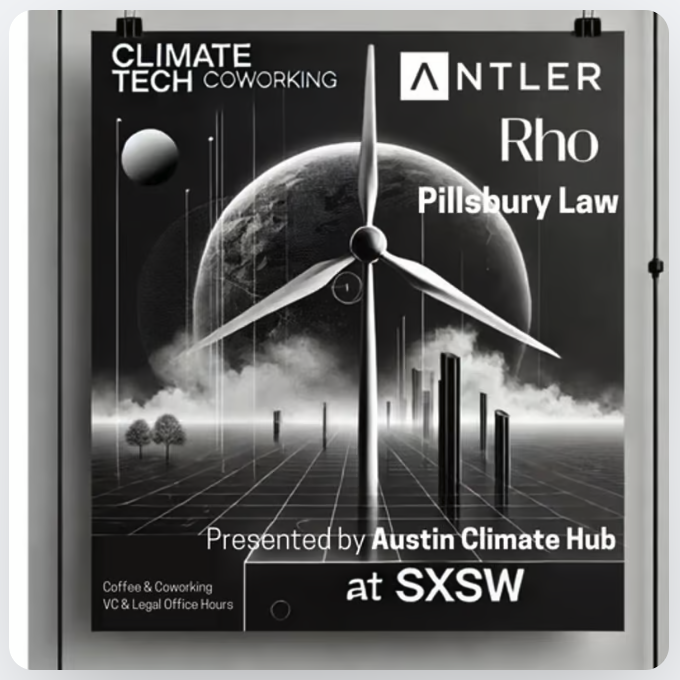 CLIMATE
TECH COWORKING
ANTLER
Rho
Pillsbury Law
Presented by Austin Climate Hub
at SXSW
Coffee & Coworking
VC & Legal Office Hours